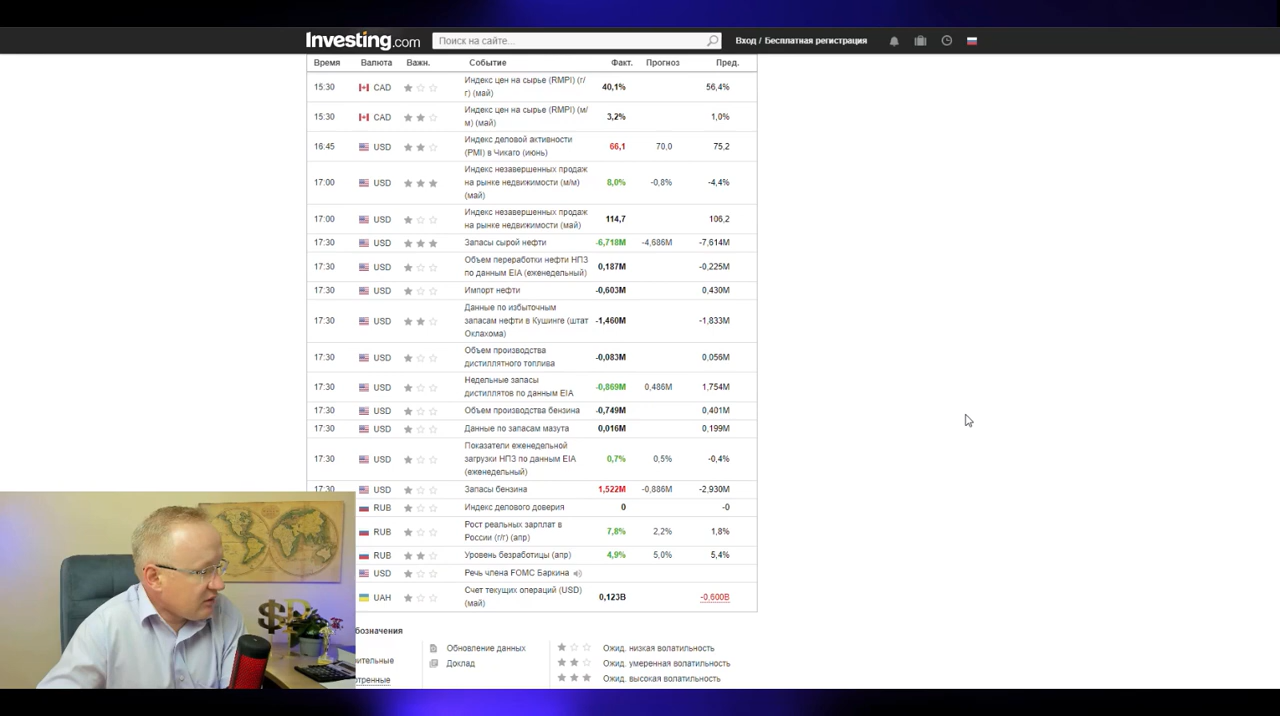 Investing.com Поиск на сайте... Вход / Бесплатная регистрация
Время Валюта Важн. Событие Факт. Прогноз Пред.
15:30 CAD Индекс цен на сырье (RMPI) (г/ 40,1% 56,4%
г) (май)
15:30 CAD Индекс цен на сырье (RMPI) (м/ 3,2% 1,0%
м) (май)
16:45 USD Индекс деловой активности 66,1 70,0 75,2
(PMI) в Чикаго (июнь)
Индекс незавершенных продаж
17:00 USD на рынке недвижимости (м/м) 8,0% -0,8% -4,4%
(май)
17:00 USD Индекс незавершенных продаж 114,7 106,2
на рынке недвижимости (май)
17:30 USD Запасы сырой нефти -6,718M -4,686M -7,614M
17:30 USD Объем переработки нефти НПЗ 0,187M -0,225M
по данным EIA (еженедельный)
17:30 USD Импорт нефти -0,603M 0,430M
Данные по избыточным
17:30 USD запасам нефти в Кушинге (штат -1,460M -1,833M
Оклахома)
17:30 USD Объем производства -0,083M 0,056M
дистиллятного топлива
17:30 USD Недельные запасы -0,869M 0,486M 1,754M
дистиллятов по данным EIA
17:30 USD Объем производства бензина -0,749M 0,401M
17:30 USD Данные по запасам мазута 0,016M 0,199M
Показатели еженедельной
17:30 USD загрузки НПЗ по данным EIA 0,7% 0,5% -0,4%
(еженедельный)
17:30 USD Запасы бензина 1,522M -0,886M -2,930M
RUB Индекс делового доверия 0 -0
RUB Рост реальных зарплат в 7,8% 2,2% 1,8%
России (г/г) (апр)
RUB Уровень безработицы (апр) 4,9% 5,0% 5,4%
USD Речь члена FOMC Баркина
UAH Счет текущих операций (USD) 0,123B -0,600B
(май)
Обновление данных Ожид. низкая волатильность
Доклад Ожид. умеренная волатильность
Ожид. высокая волатильность